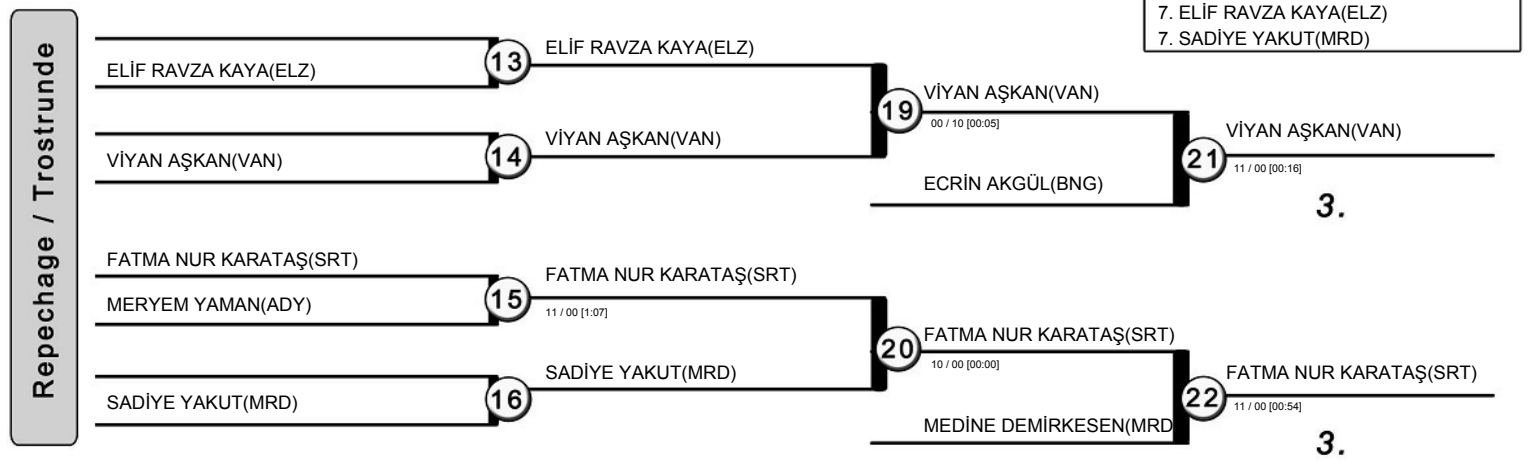 7. ELİF RAVZA KAYA(ELZ)
7. SADİYE YAKUT(MRD)
Repechage / Trostrunde
ELİF RAVZA KAYA(ELZ)
13
ELİF RAVZA KAYA(ELZ)
VİYAN AŞKAN(VAN)
14
VİYAN AŞKAN(VAN)
19
VİYAN AŞKAN(VAN)
00 / 10 [00:05]
ECRİN AKGÜL(BNG)
21
VİYAN AŞKAN(VAN)
11 / 00 [00:16]
3.
FATMA NUR KARATAŞ(SRT)
MERYEM YAMAN(ADY)
15
FATMA NUR KARATAŞ(SRT)
11 / 00 [1:07]
SADİYE YAKUT(MRD)
16
SADİYE YAKUT(MRD)
20
FATMA NUR KARATAŞ(SRT)
10 / 00 [00:00]
MEDİNE DEMİRKESEN(MRD
22
FATMA NUR KARATAŞ(SRT)
11 / 00 [00:54]
3.